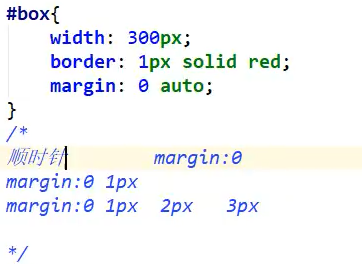 #box{
width: 300px;
border: 1px solid red;
margin: 0 auto;
}
/*
顺时针 margin:0
margin:0 1px
margin:0 1px 2px 3px
*/